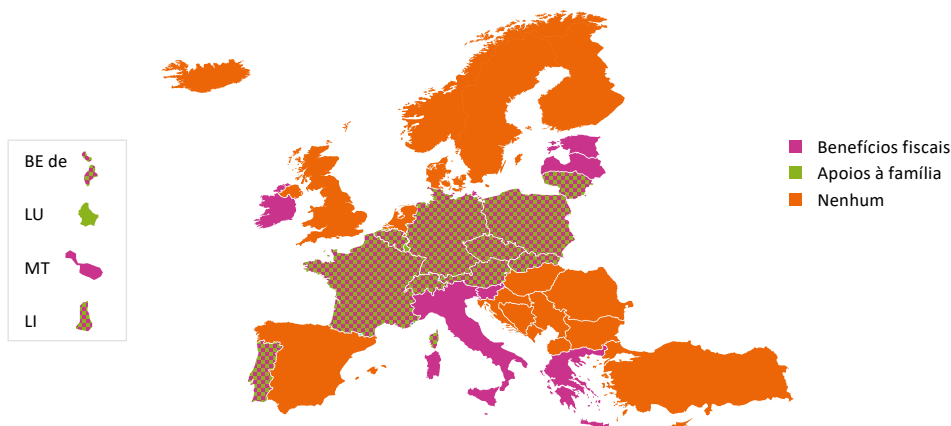 BE de
LU
MT
LI
Benefícios fiscais
Apoios à família
Nenhum